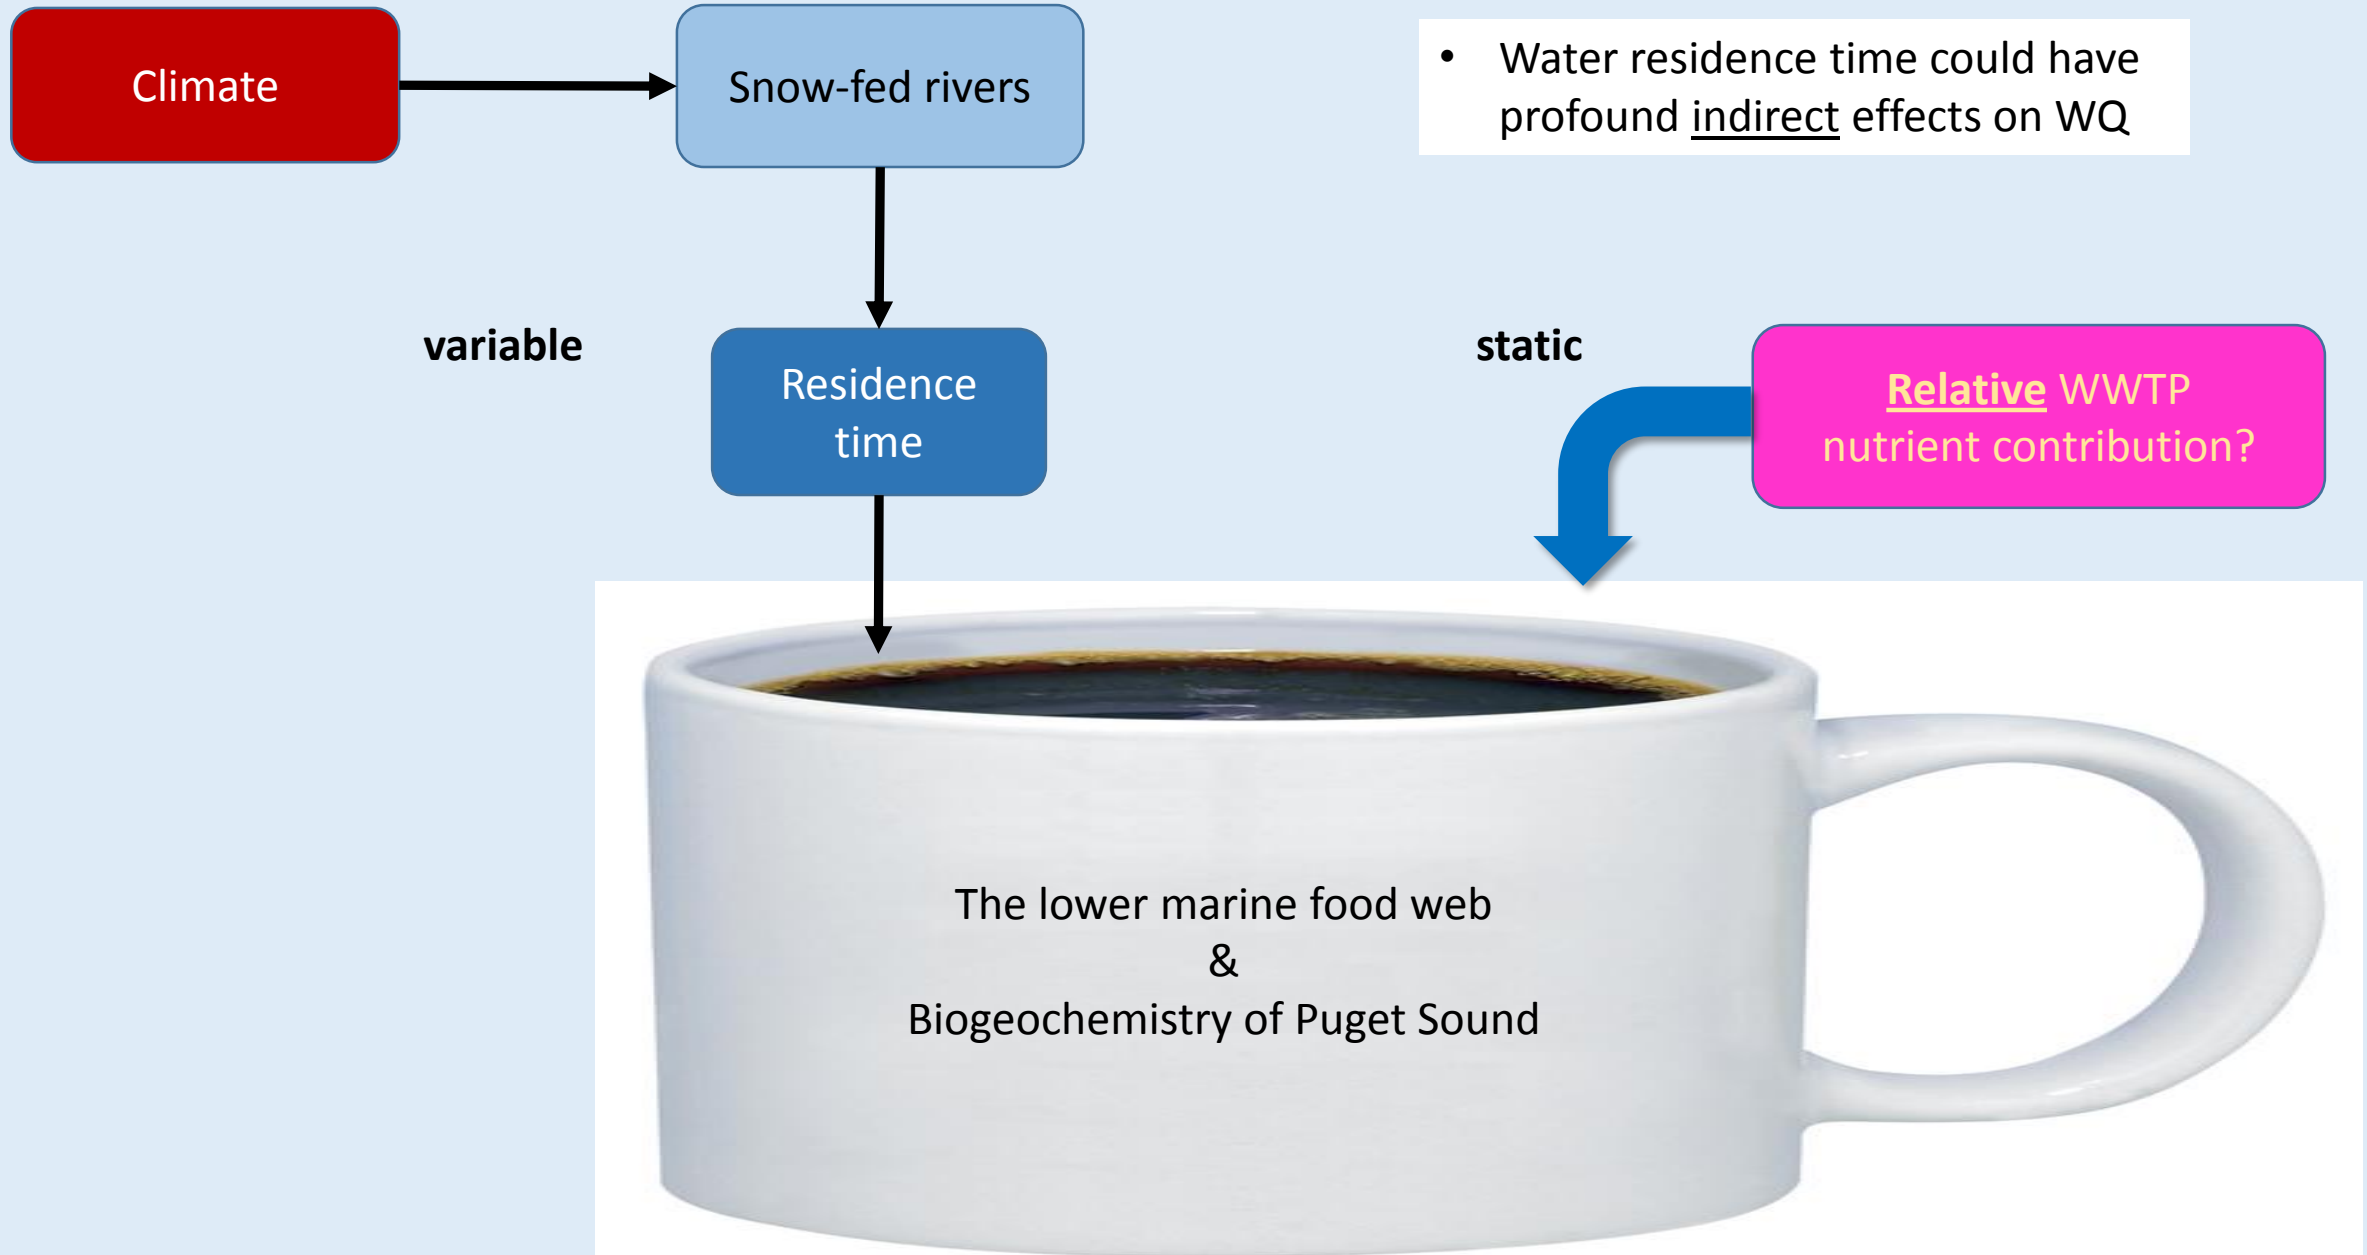 Climate
Snow-fed rivers
• Water residence time could have
profound indirect effects on WQ
variable
Residence
time
static
Relative WWTP
nutrient contribution?
The lower marine food web
&
Biogeochemistry of Puget Sound